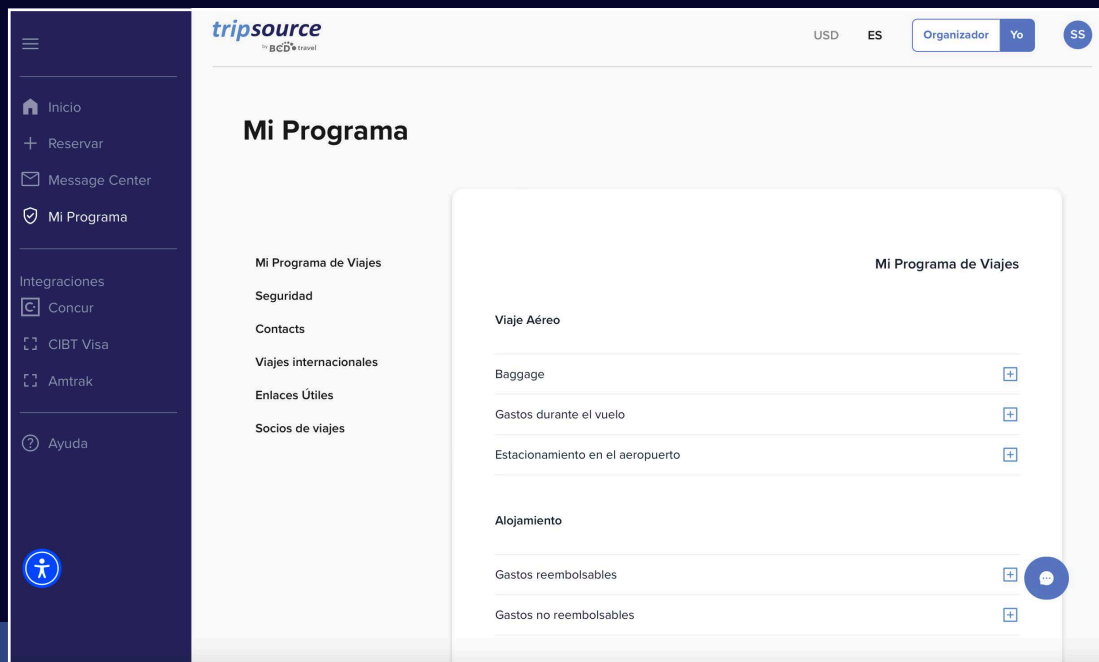 tripsource
by BCD travel
USD
ES
Organizador
Yo
SS
Inicio
Reservar
Message Center
Mi Programa
Integraciones
Concur
CIBT Visa
Amtrak
Ayuda
Mi Programa
Mi Programa de Viajes
Seguridad
Contacts
Viajes internacionales
Enlaces Útiles
Socios de viajes
Mi Programa de Viajes
Viaje Aéreo
Baggage
Gastos durante el vuelo
Estacionamiento en el aeropuerto
Alojamiento
Gastos reembolsables
Gastos no reembolsables